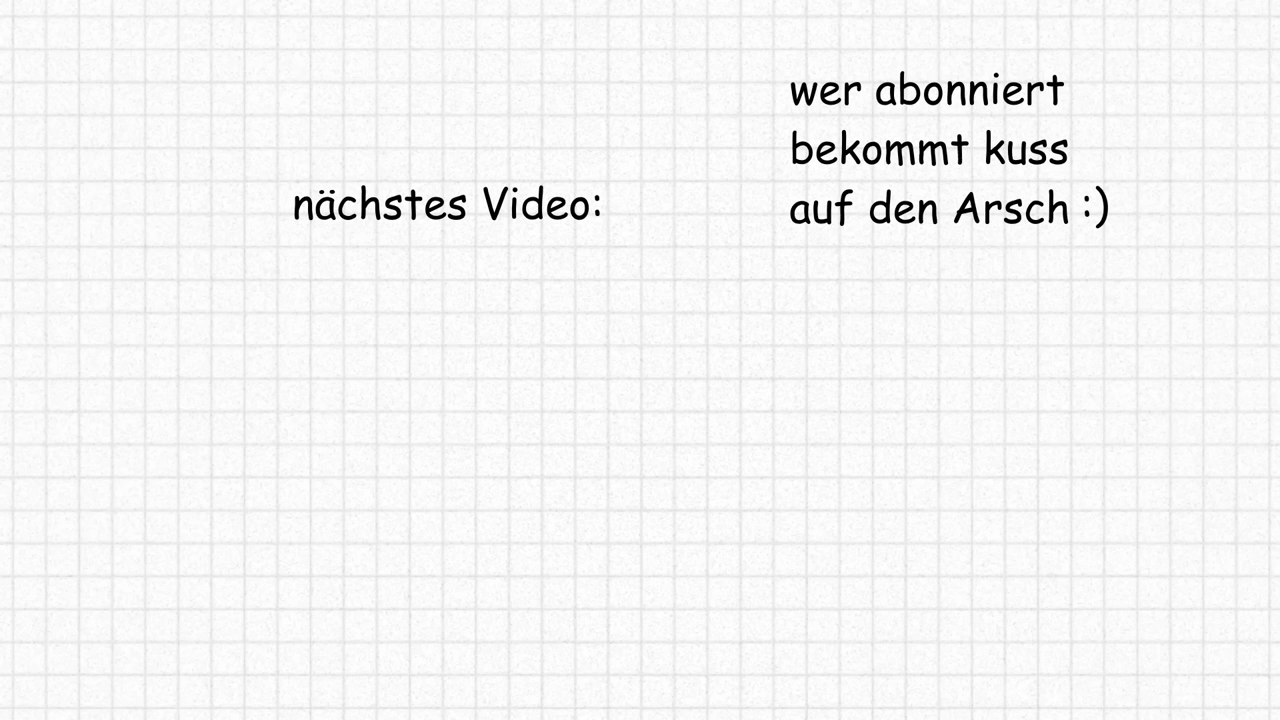 nächstes Video:
wer abonniert
bekommt kuss
auf den Arsch :)